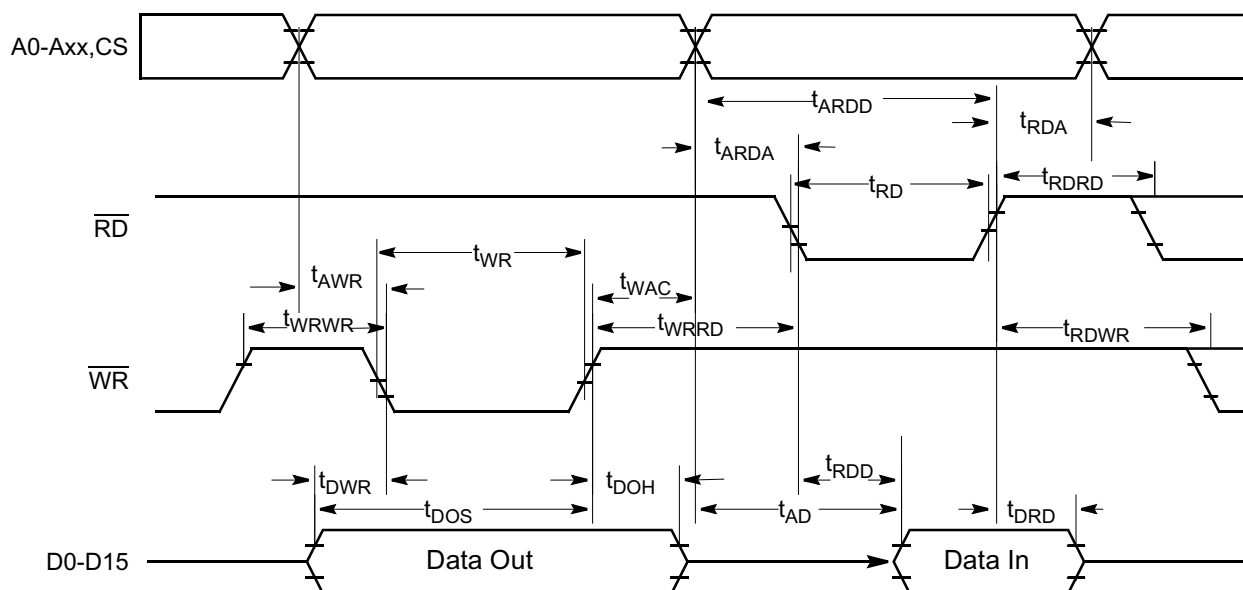 A0-Axx,CS
tARDD
tRDA
tARDA
tRD
tRDRD
RD
tWR
tAWR
tWAC
tWRWR
tWRRD
tRDWR
WR
tRDD
tDWR
tDOH
tDOS
tAD
tDRD
D0-D15
Data Out
Data In